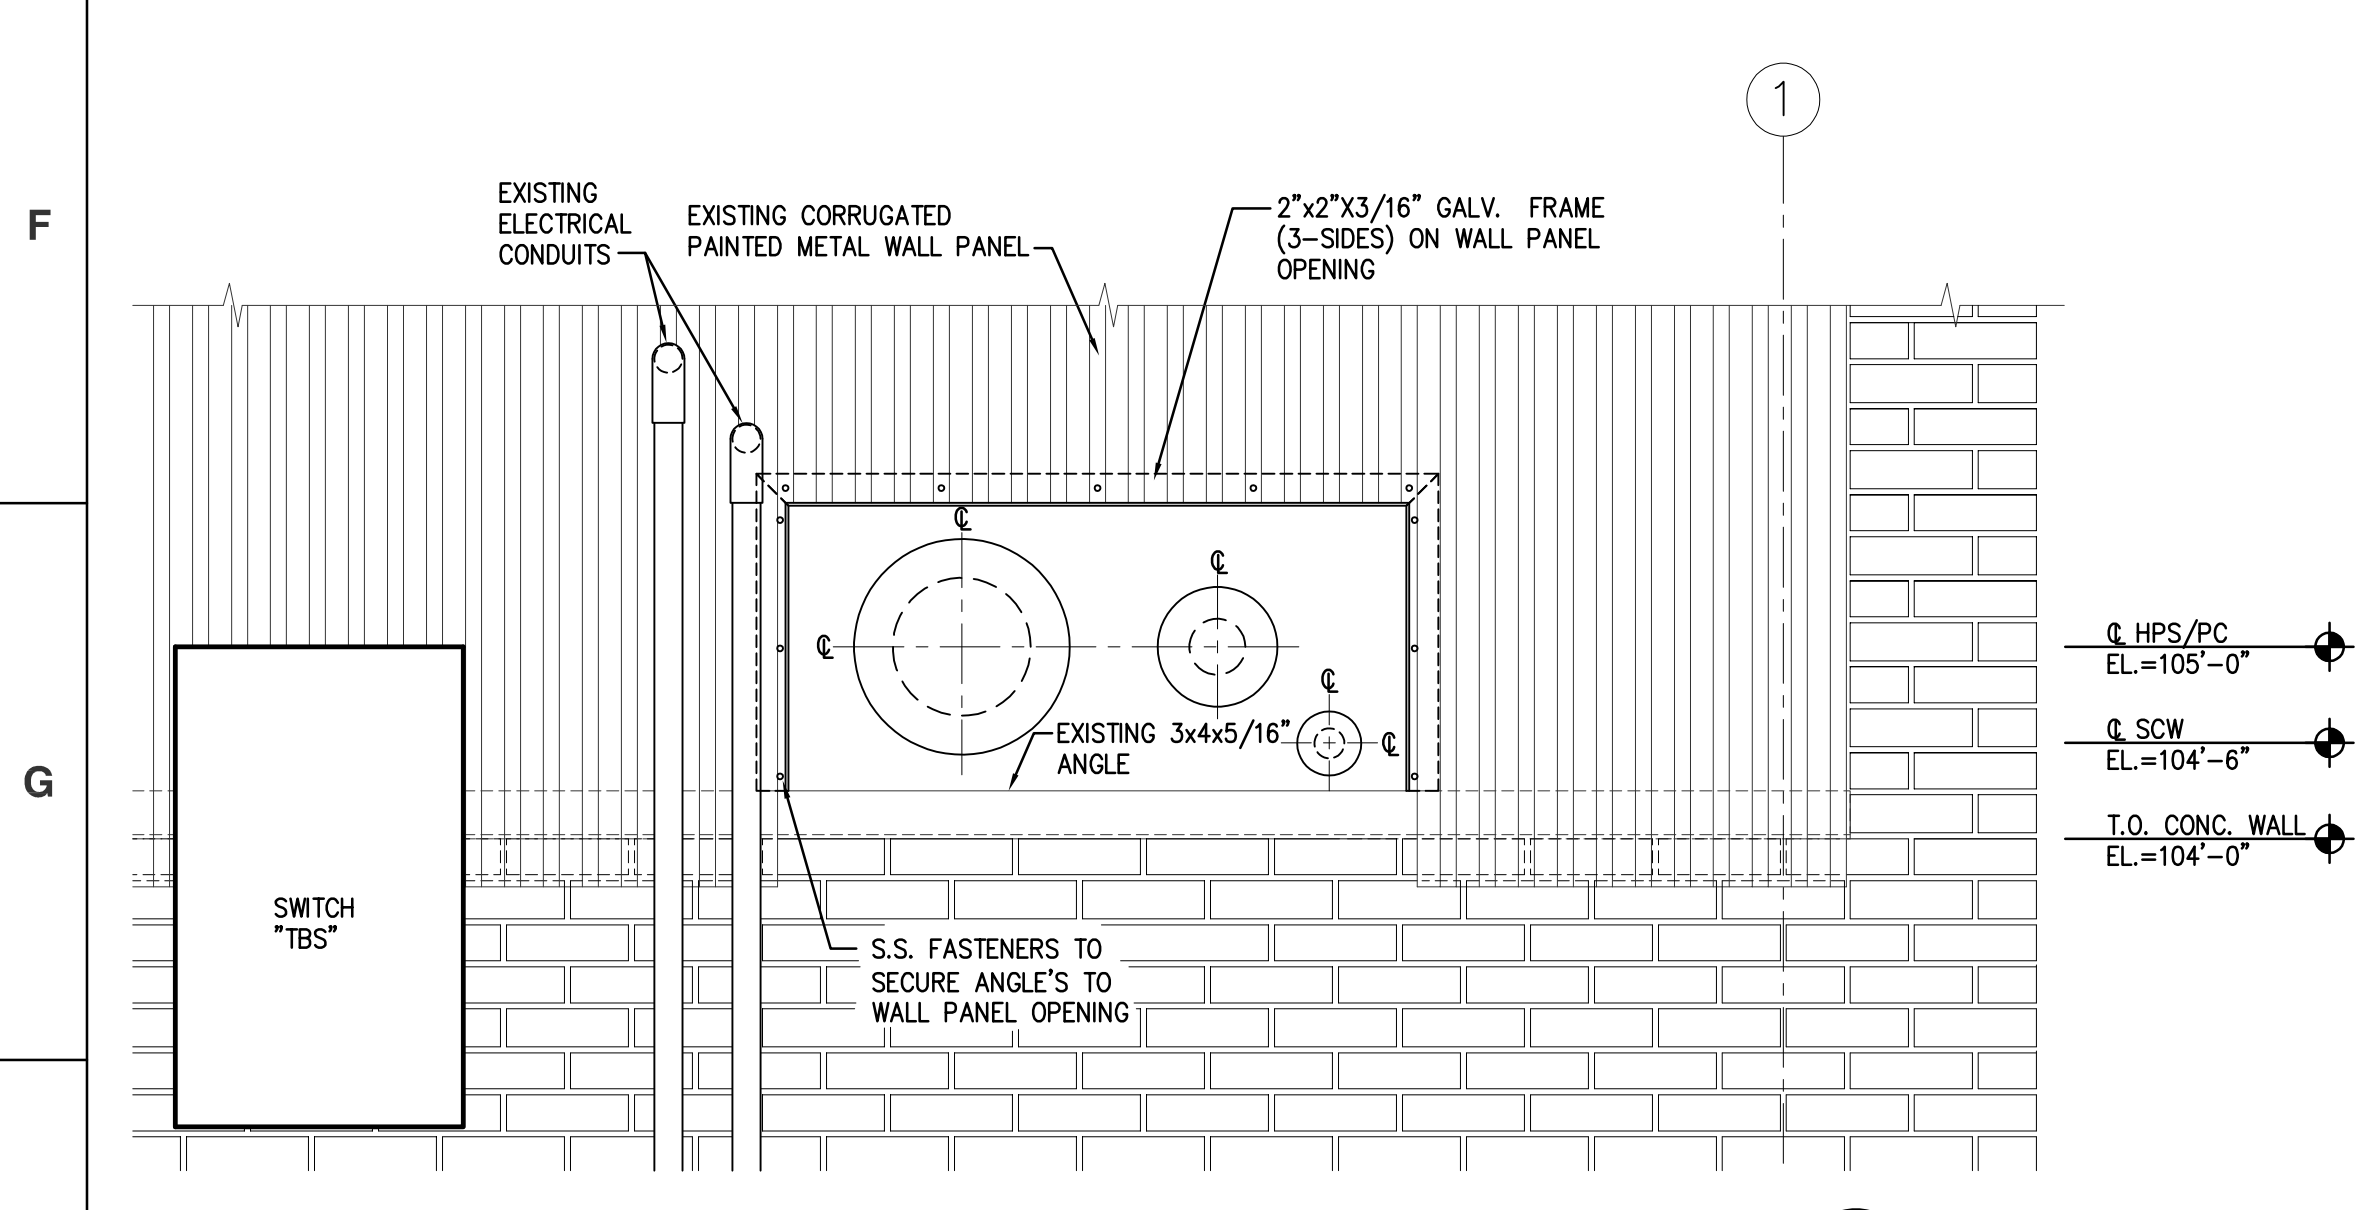 F
G
1
EXISTING
ELECTRICAL
CONDUITS
EXISTING CORRUGATED
PAINTED METAL WALL PANEL
2"x2"X3/16" GALV. FRAME
(3-SIDES) ON WALL PANEL
OPENING
℄
℄
℄
℄
℄
EXISTING 3x4x5/16"
ANGLE
SWITCH
"TBS"
S.S. FASTENERS TO
SECURE ANGLE'S TO
WALL PANEL OPENING
℄ HPS/PC
EL.=105'-0"
℄ SCW
EL.=104'-6"
T.O. CONC. WALL
EL.=104'-0"